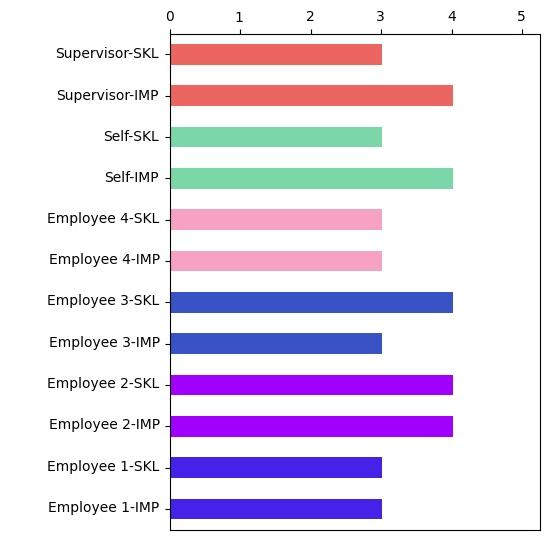 0 1 2 3 4 5
Supervisor-SKL
Supervisor-IMP
Self-SKL
Self-IMP
Employee 4-SKL
Employee 4-IMP
Employee 3-SKL
Employee 3-IMP
Employee 2-SKL
Employee 2-IMP
Employee 1-SKL
Employee 1-IMP